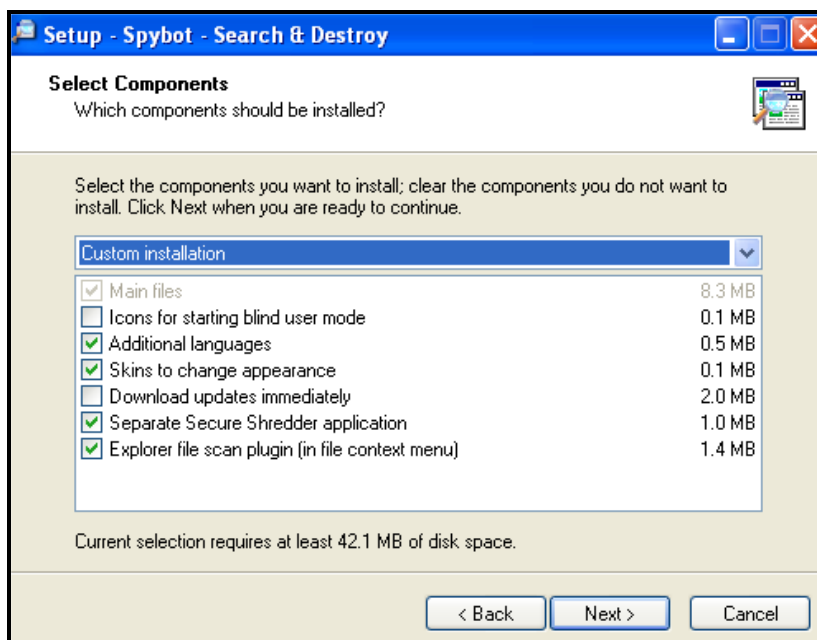 Setup - Spybot - Search & Destroy
Select Components
Which components should be installed?
Select the components you want to install; clear the components you do not want to
install. Click Next when you are ready to continue.
Custom installation
Main files 8.3 MB
Icons for starting blind user mode 0.1 MB
Additional languages 0.5 MB
Skins to change appearance 0.1 MB
Download updates immediately 2.0 MB
Separate Secure Shredder application 1.0 MB
Explorer file scan plugin (in file context menu) 1.4 MB
Current selection requires at least 42.1 MB of disk space.
< Back Next > Cancel